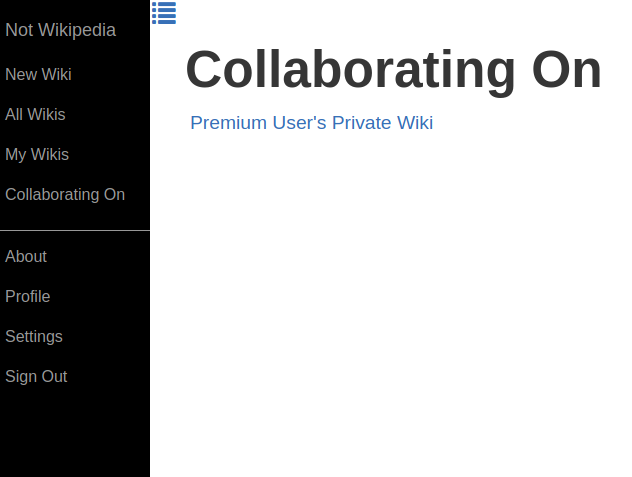 Not Wikipedia
New Wiki
All Wikis
My Wikis
Collaborating On
About
Profile
Settings
Sign Out
Collaborating On
Premium User's Private Wiki